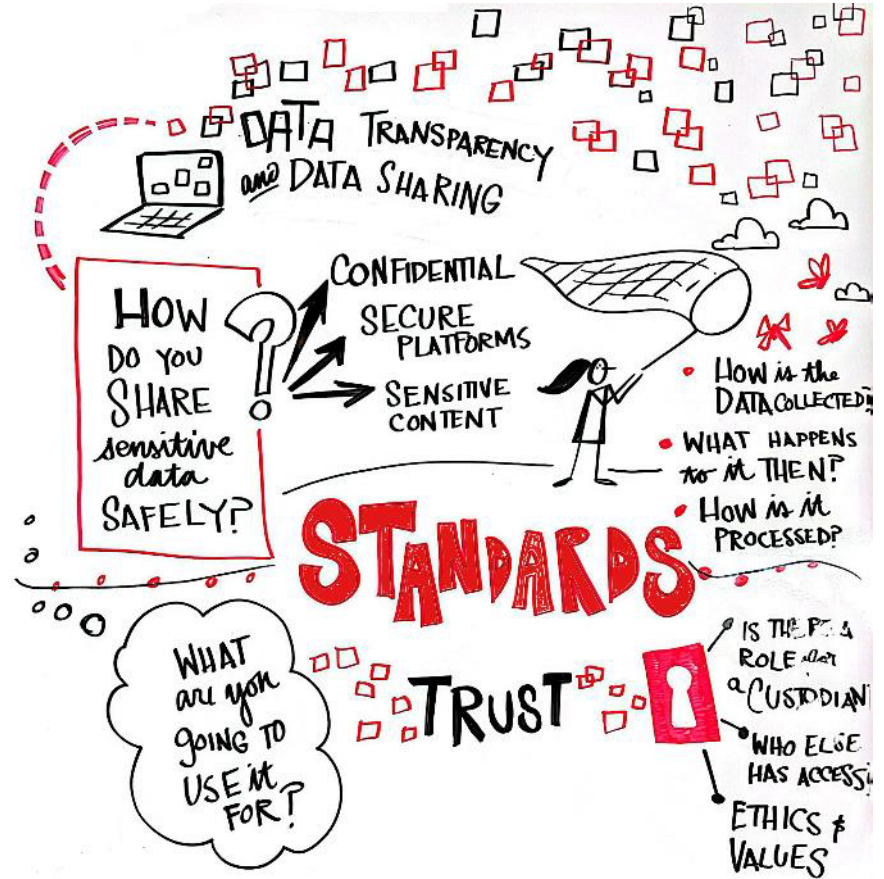 DATA TRANSPARENCY
and DATA SHARING
HOW
DO YOU
SHARE
sensitive
data
SAFELY?
CONFIDENTIAL
SECURE
PLATFORMS
SENSITIVE
CONTENT
HOW is the
DATA COLLECTED?
WHAT HAPPENS
to it THEN?
HOW is it
PROCESSED?
STANDARDS
WHAT
are you
GOING TO
USE it
FOR?
TRUST
IS THERE A
ROLE for
a CUSTODIAN
WHO ELSE
HAS ACCESS
ETHICS &
VALUES